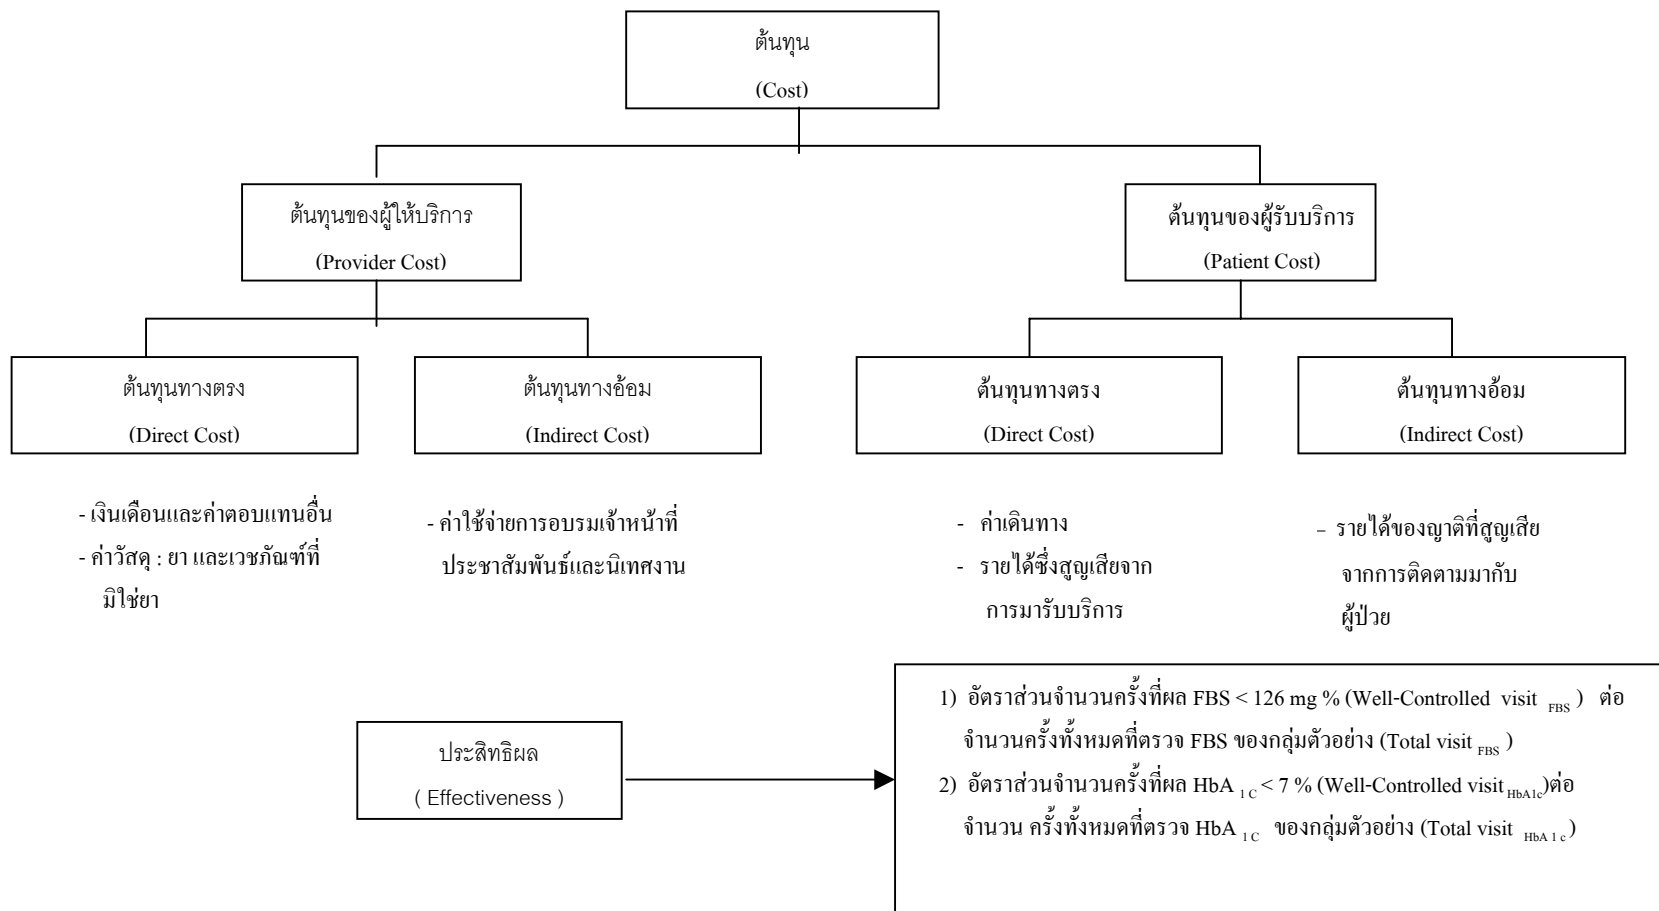 ต้นทุน
(Cost)
ต้นทุนของผู้ให้บริการ
(Provider Cost)
ต้นทุนของผู้รับบริการ
(Patient Cost)
ต้นทุนทางตรง
(Direct Cost)
ต้นทุนทางอ้อม
(Indirect Cost)
ต้นทุนทางตรง
(Direct Cost)
ต้นทุนทางอ้อม
(Indirect Cost)
- เงินเดือนและค่าตอบแทนอื่น
- ค่าวัสดุ : ยา และเวชภัณฑ์ที่
มิใช่ยา
- ค่าใช้จ่ายการอบรมเจ้าหน้าที่
ประชาสัมพันธ์และนิเทศงาน
- ค่าเดินทาง
- รายได้ซึ่งสูญเสียจาก
การมารับบริการ
– รายได้ของญาติที่สูญเสีย
จากการติดตามมากับ
ผู้ป่วย
ประสิทธิผล
( Effectiveness )
1) อัตราส่วนจำนวนครั้งที่ผล FBS < 126 mg % (Well-Controlled visit FBS ) ต่อ
จำนวนครั้งทั้งหมดที่ตรวจ FBS ของกลุ่มตัวอย่าง (Total visit FBS )
2) อัตราส่วนจำนวนครั้งที่ผล HbA 1 C < 7 % (Well-Controlled visit HbA1c)ต่อ
จำนวน ครั้งทั้งหมดที่ตรวจ HbA 1 C ของกลุ่มตัวอย่าง (Total visit HbA 1 c )